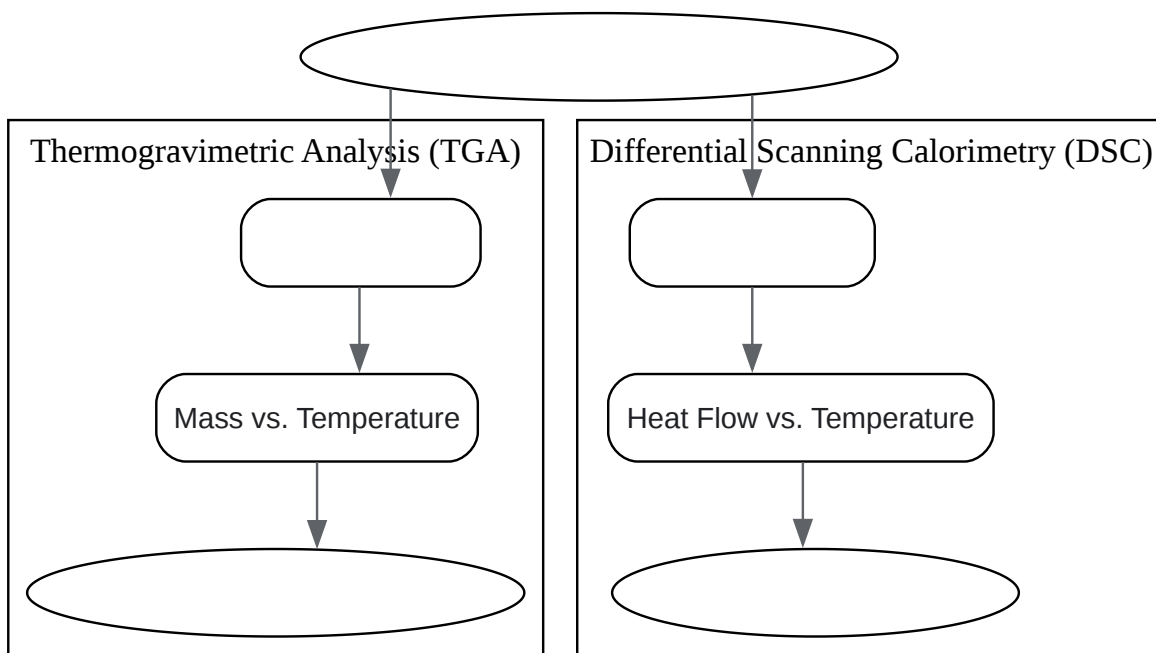 Thermogravimetric Analysis (TGA)
Differential Scanning Calorimetry (DSC)
Mass vs. Temperature
Heat Flow vs. Temperature